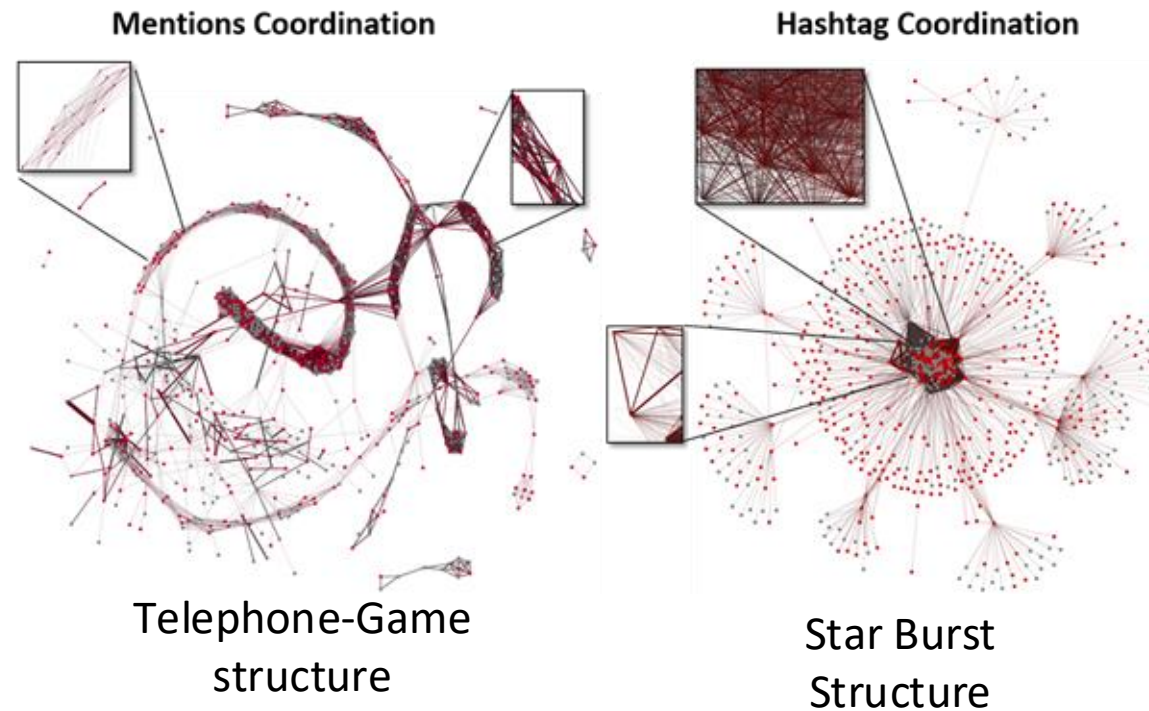 Mentions Coordination
Hashtag Coordination
Telephone-Game
structure
Star Burst
Structure